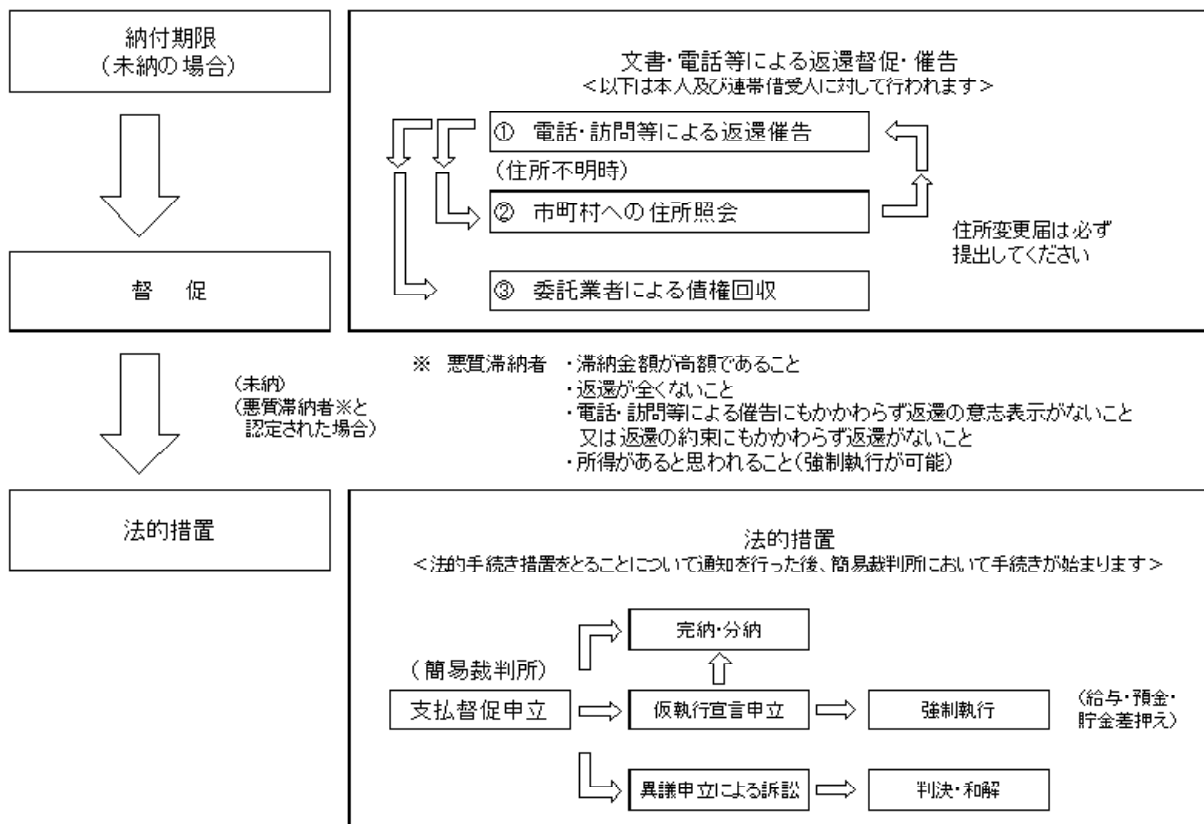 納付期限
(未納の場合)
文書・電話等による返還督促・催告
<以下は本人及び連帯借受人に対して行われます>
① 電話・訪問等による返還催告
(住所不明時)
② 市町村への住所照会
住所変更届は必ず
提出してください
③ 委託業者による債権回収
督 促
(未納)
(悪質滞納者※と
認定された場合)
※ 悪質滞納者 ・滞納金額が高額であること
・返還が全くないこと
・電話・訪問等による催告にもかかわらず返還の意志表示がないこと
又は返還の約束にもかかわらず返還がないこと
・所得があると思われること(強制執行が可能)
法的措置
法的措置
<法的手続き措置をとることについて通知を行った後、簡易裁判所において手続きが始まります>
完納・分納
(簡易裁判所)
支払督促申立
仮執行宣言申立
強制執行
(給与・預金・
貯金差押え)
異議申立による訴訟
判決・和解